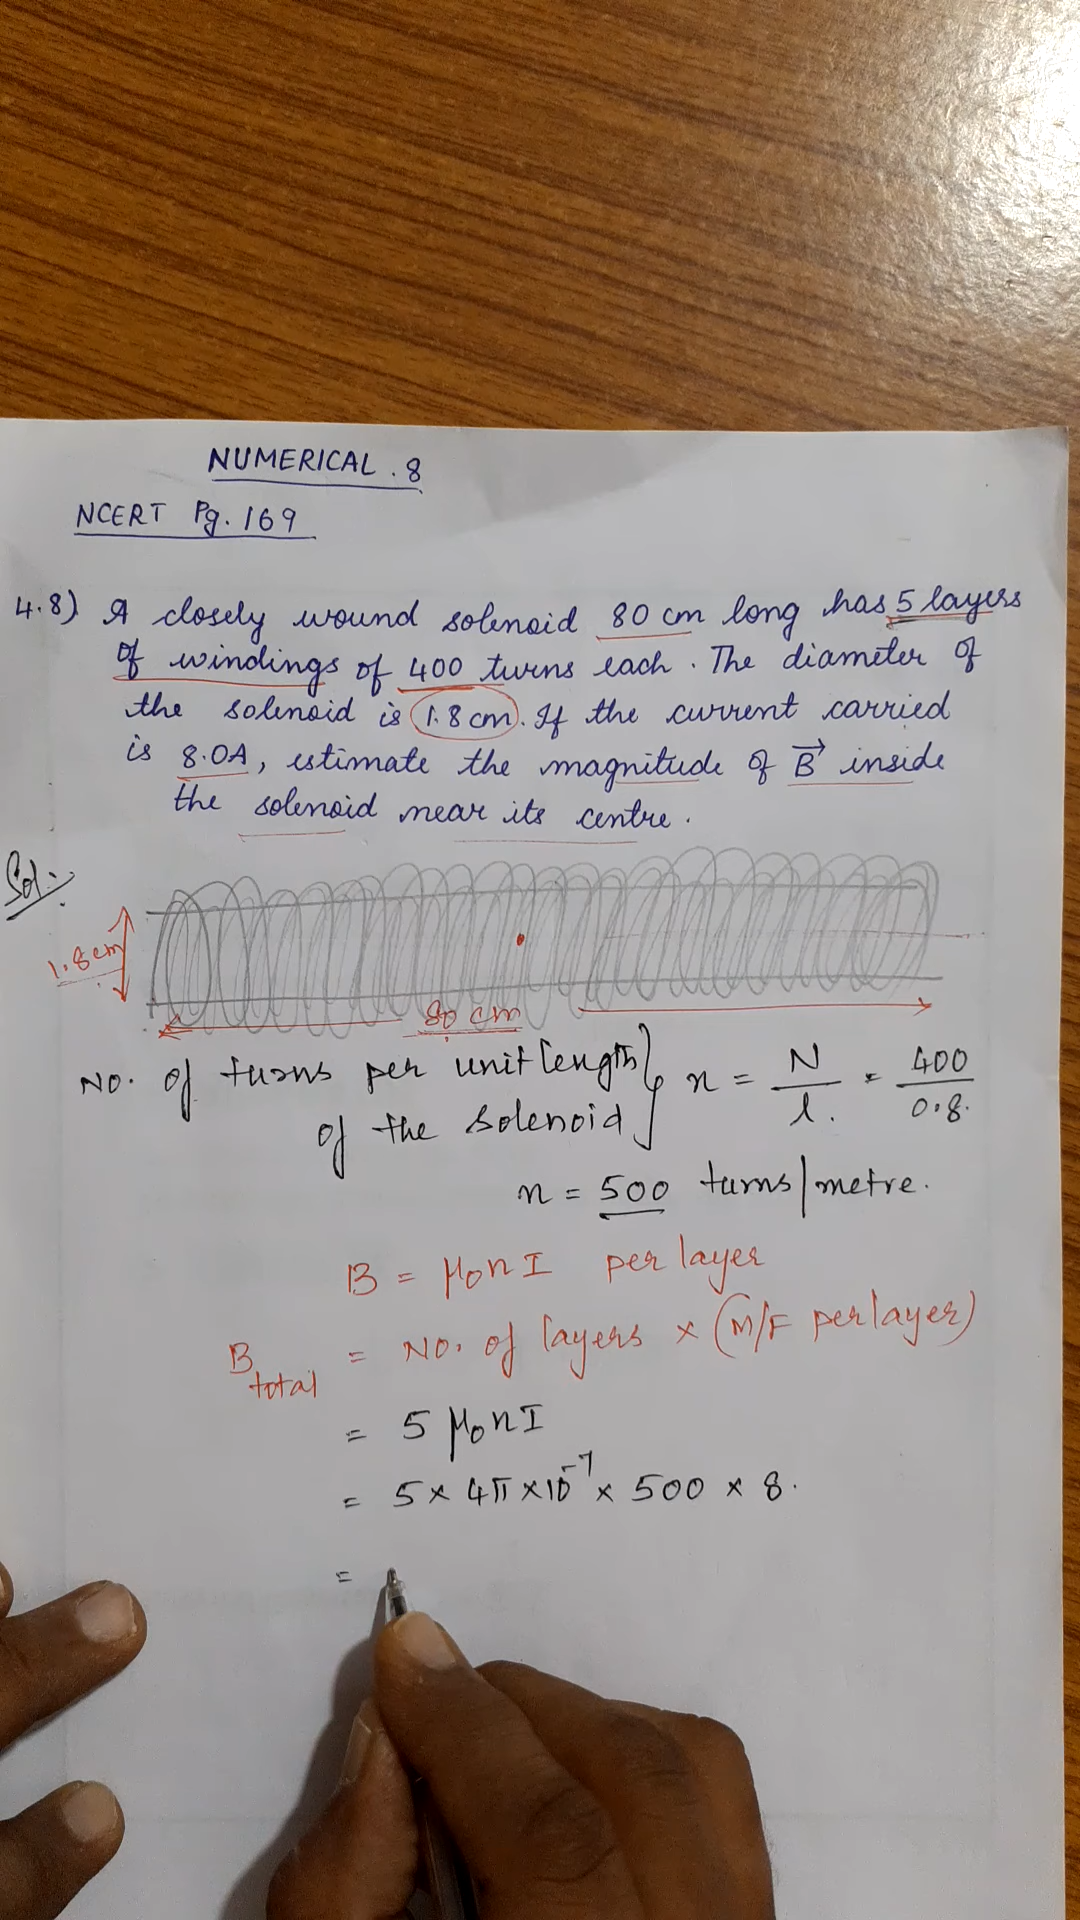 NUMERICAL . 8
NCERT Pg. 169
4.8) A closely wound solenoid 80 cm long has 5 layers
of windings of 400 turns each. The diameter of
the solenoid is 1.8 cm. If the current carried
is 8.0A, estimate the magnitude of B⃗ inside
the solenoid near its centre.
Sol:-
1.8cm
80 cm
No. of turns per unit length
of the solenoid } n = N/l. = 400/0.8.
n = 500 turns/metre.
B = μ₀nI per layer
B total = No. of layers × (M/F per layer)
= 5 μ₀nI
= 5 × 4π × 10⁻⁷ × 500 × 8.
=